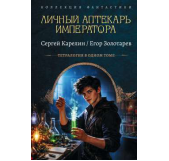 КОЛЛЕКЦИЯ ФАНТАСТИКИ
ЛИЧНЫЙ АПТЕКАРЬ
ИМПЕРАТОРА
Сергей Карелин / Егор Золотарев
ТЕТРАЛОГИЯ В ОДНОМ ТОМЕ